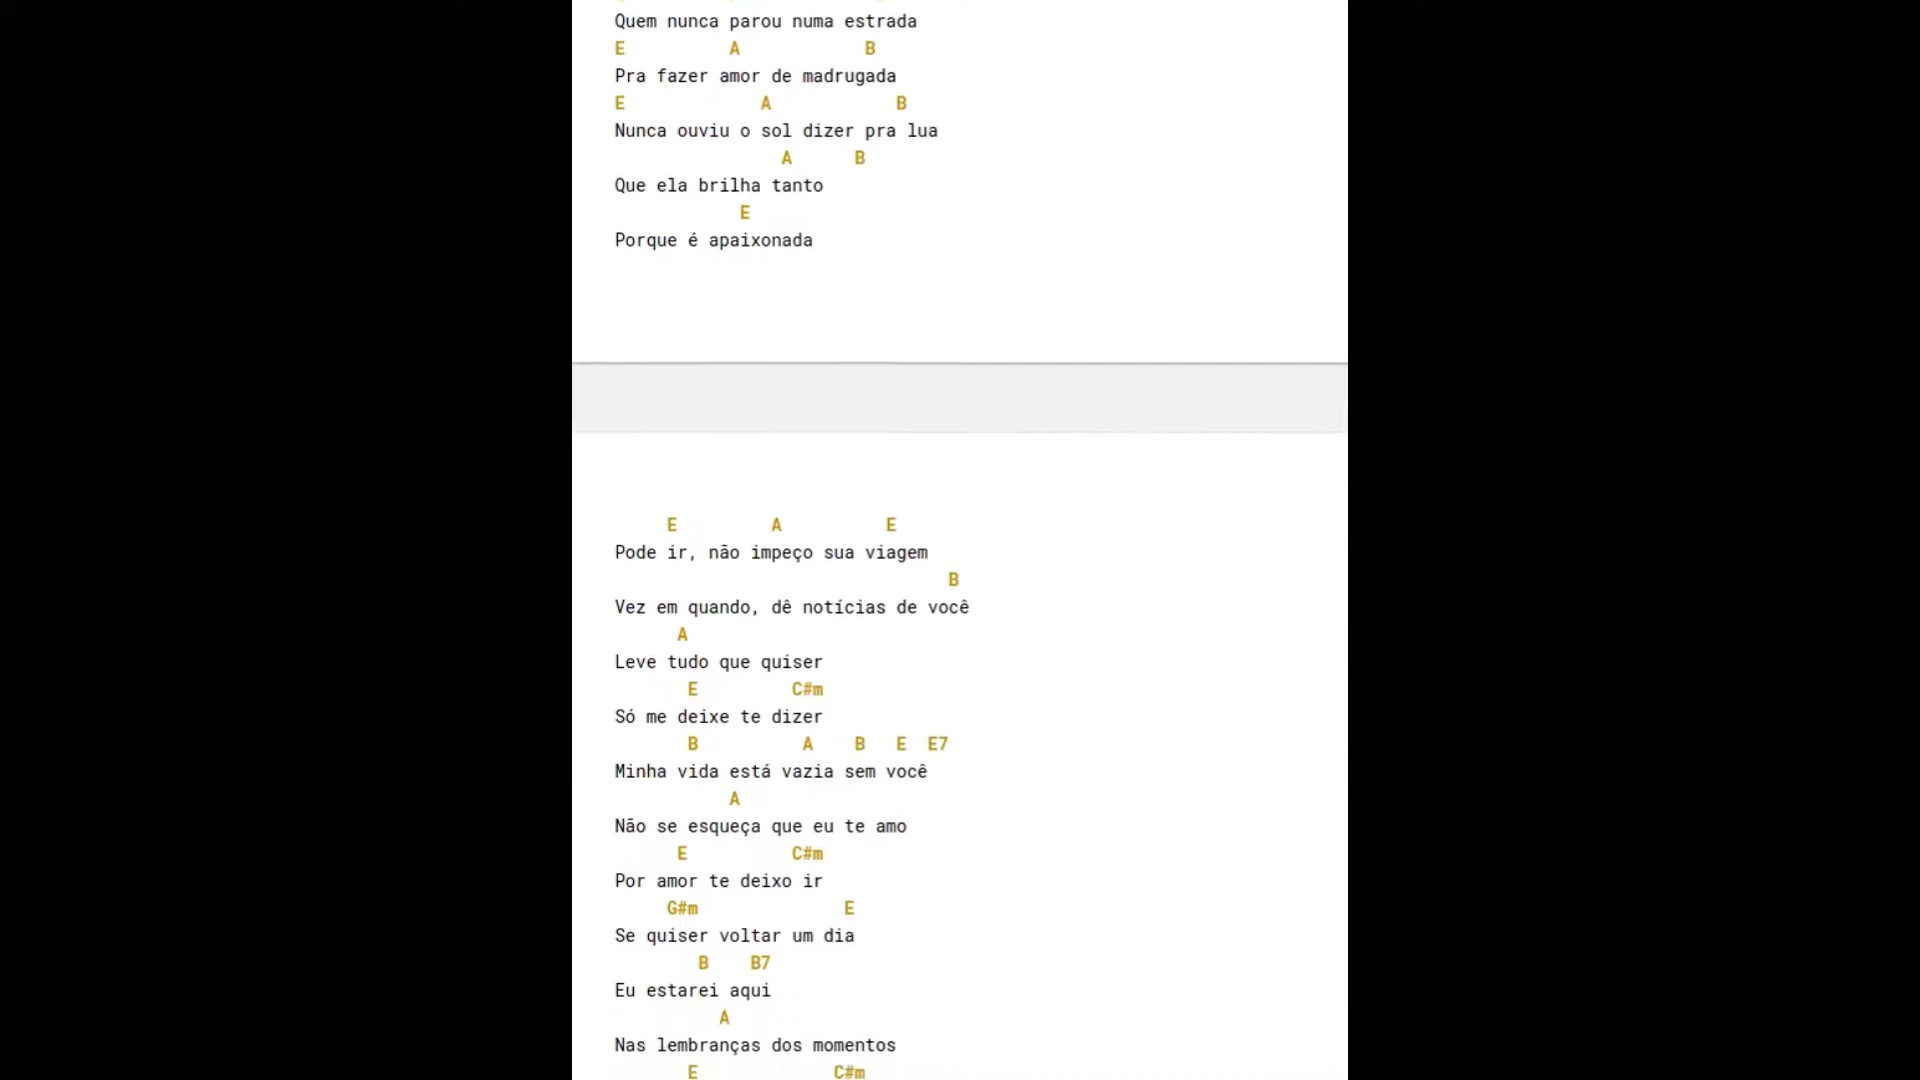 Quem nunca parou numa estrada
E A B
Pra fazer amor de madrugada
E A B
Nunca ouviu o sol dizer pra lua
A B
Que ela brilha tanto
E
Porque é apaixonada
E A E
Pode ir, não impeço sua viagem
B
Vez em quando, dê notícias de você
A
Leve tudo que quiser
E C#m
Só me deixe te dizer
B A B E E7
Minha vida está vazia sem você
A
Não se esqueça que eu te amo
E C#m
Por amor te deixo ir
G#m E
Se quiser voltar um dia
B B7
Eu estarei aqui
A
Nas lembranças dos momentos
E C#m